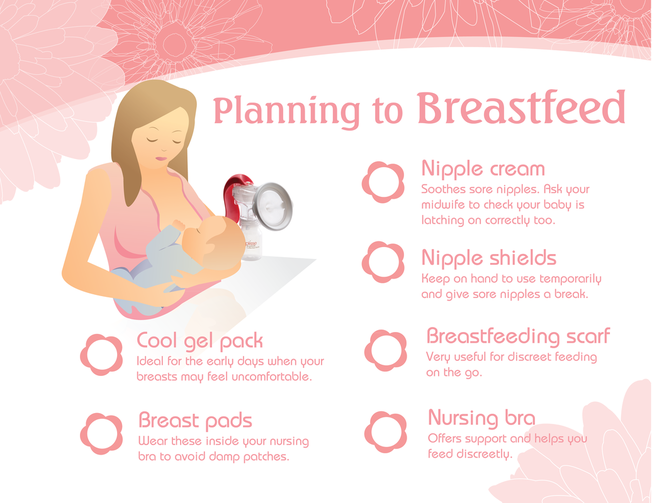 Planning to Breastfeed
Nipple cream
Soothes sore nipples. Ask your
midwife to check your baby is
latching on correctly too.
Nipple shields
Keep on hand to use temporarily
and give sore nipples a break.
Breastfeeding scarf
Very useful for discreet feeding
on the go.
Nursing bra
Offers support and helps you
feed discreetly.
Cool gel pack
Ideal for the early days when your
breasts may feel uncomfortable.
Breast pads
Wear these inside your nursing
bra to avoid damp patches.